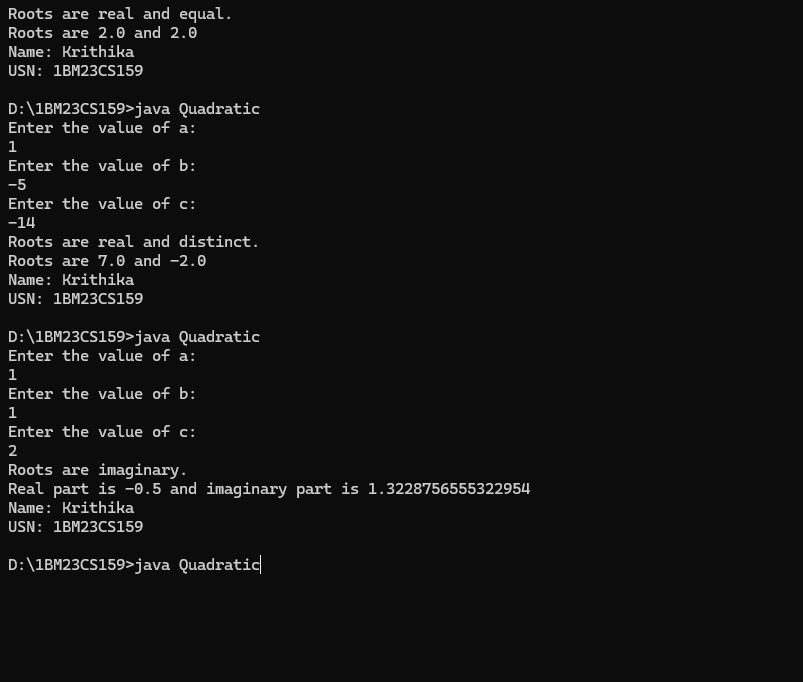 Roots are real and equal.
Roots are 2.0 and 2.0
Name: Krithika
USN: 1BM23CS159
D:\1BM23CS159>java Quadratic
Enter the value of a:
1
Enter the value of b:
-5
Enter the value of c:
-14
Roots are real and distinct.
Roots are 7.0 and -2.0
Name: Krithika
USN: 1BM23CS159
D:\1BM23CS159>java Quadratic
Enter the value of a:
1
Enter the value of b:
1
Enter the value of c:
2
Roots are imaginary.
Real part is -0.5 and imaginary part is 1.3228756555322954
Name: Krithika
USN: 1BM23CS159
D:\1BM23CS159>java Quadratic